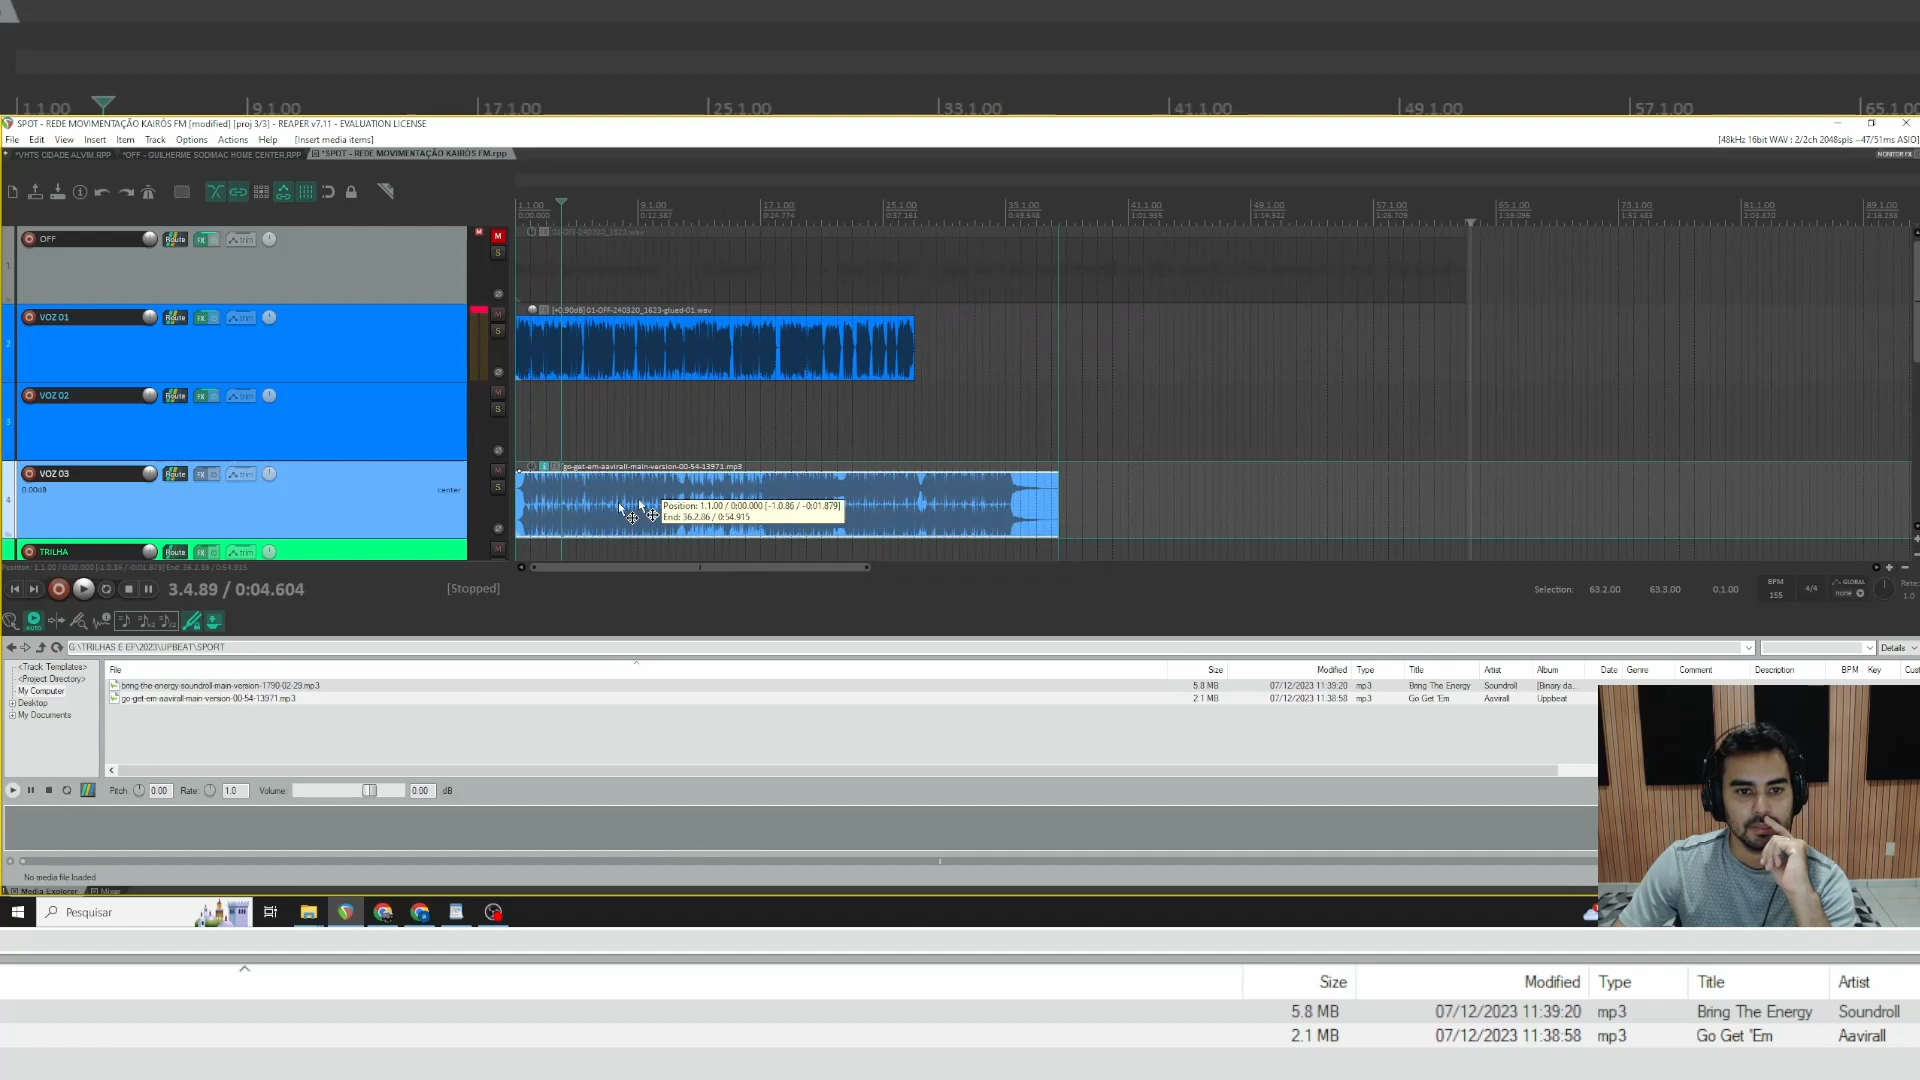 1.1.00 9.1.00 17.1.00 25.1.00 33.1.00 41.1.00 49.1.00 57.1.00 65.1.00
SPOT - REDE MOVIMENTAÇÃO KAIRÓS FM [modified] [proj 3/3] - REAPER v7.11 - EVALUATION LICENSE
File Edit View Insert Item Track Options Actions Help [Insert media items]
[48kHz 16bit WAV : 2/2ch 2048spls ~47/51ms ASIO]
*VHTS CIDADE ALVIM.RPP *OFF - GUILHERME SODIMAC HOME CENTER.RPP *SPOT - REDE MOVIMENTAÇÃO KAIRÓS FM.rpp
MONITOR FX
1.1.00 9.1.00 17.1.00 25.1.00 33.1.00 41.1.00 49.1.00 57.1.00 65.1.00 73.1.00 81.1.00 89.1.00
0:00.000 0:12.387 0:24.774 0:37.161 0:49.548 1:01.935 1:14.322 1:26.709 1:39.096 1:51.483 2:03.870 2:16.258
OFF Route FX trim M M
01-OFF-240320_1623.wav
S
1
[+0.90dB] 01-OFF-240320_1623-glued-01.wav
VOZ 01 Route FX trim M
S
2
VOZ 02 Route FX trim M
S
3
go-get-em-aavirall-main-version-00-54-13971.mp3
VOZ 03 Route FX trim M
0.00dB center S
4
Position: 1.1.00 / 0:00.000 [-1.0.86 / -0:01.879]
End: 36.2.86 / 0:54.915
TRILHA Route FX trim M
Position: 1.1.00 / 0:00.000 [-1.0.86 / -0:01.879] End: 36.2.86 / 0:54.915
3.4.89 / 0:04.604 [Stopped] Selection: 63.2.00 63.3.00 0.1.00 BPM 155 4/4 GLOBAL none Rate: 1.0
AUTO
G:\TRILHAS E EF\2023\UPBEAT\SPORT Details
<Track Templates>
<Project Directory>
My Computer
Desktop
My Documents
File Size Modified Type Title Artist Album Date Genre Comment Description BPM Key
bring-the-energy-soundroll-main-version-1790-02-29.mp3 5.8 MB 07/12/2023 11:39:20 mp3 Bring The Energy Soundroll [Binary da...
go-get-em-aavirall-main-version-00-54-13971.mp3 2.1 MB 07/12/2023 11:38:58 mp3 Go Get 'Em Aavirall Uppbeat
Pitch: 0.00 Rate: 1.0 Volume: 0.00 dB
No media file loaded
Media Explorer Mixer
Pesquisar
Size Modified Type Title Artist
5.8 MB 07/12/2023 11:39:20 mp3 Bring The Energy Soundroll
2.1 MB 07/12/2023 11:38:58 mp3 Go Get 'Em Aavirall